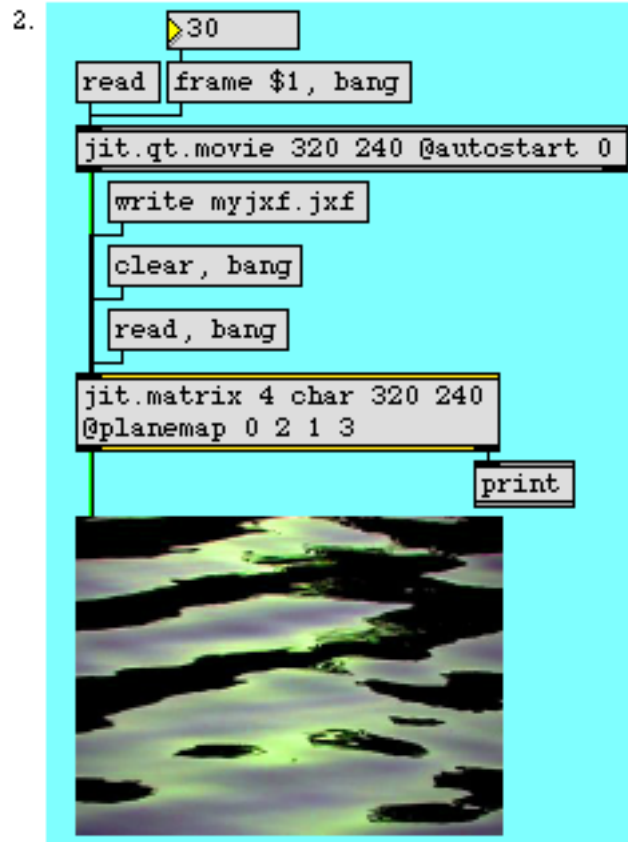 2.
30
read
frame $1, bang
jit.qt.movie 320 240 @autostart 0
write myjxf.jxf
clear, bang
read, bang
jit.matrix 4 char 320 240
@planemap 0 2 1 3
print